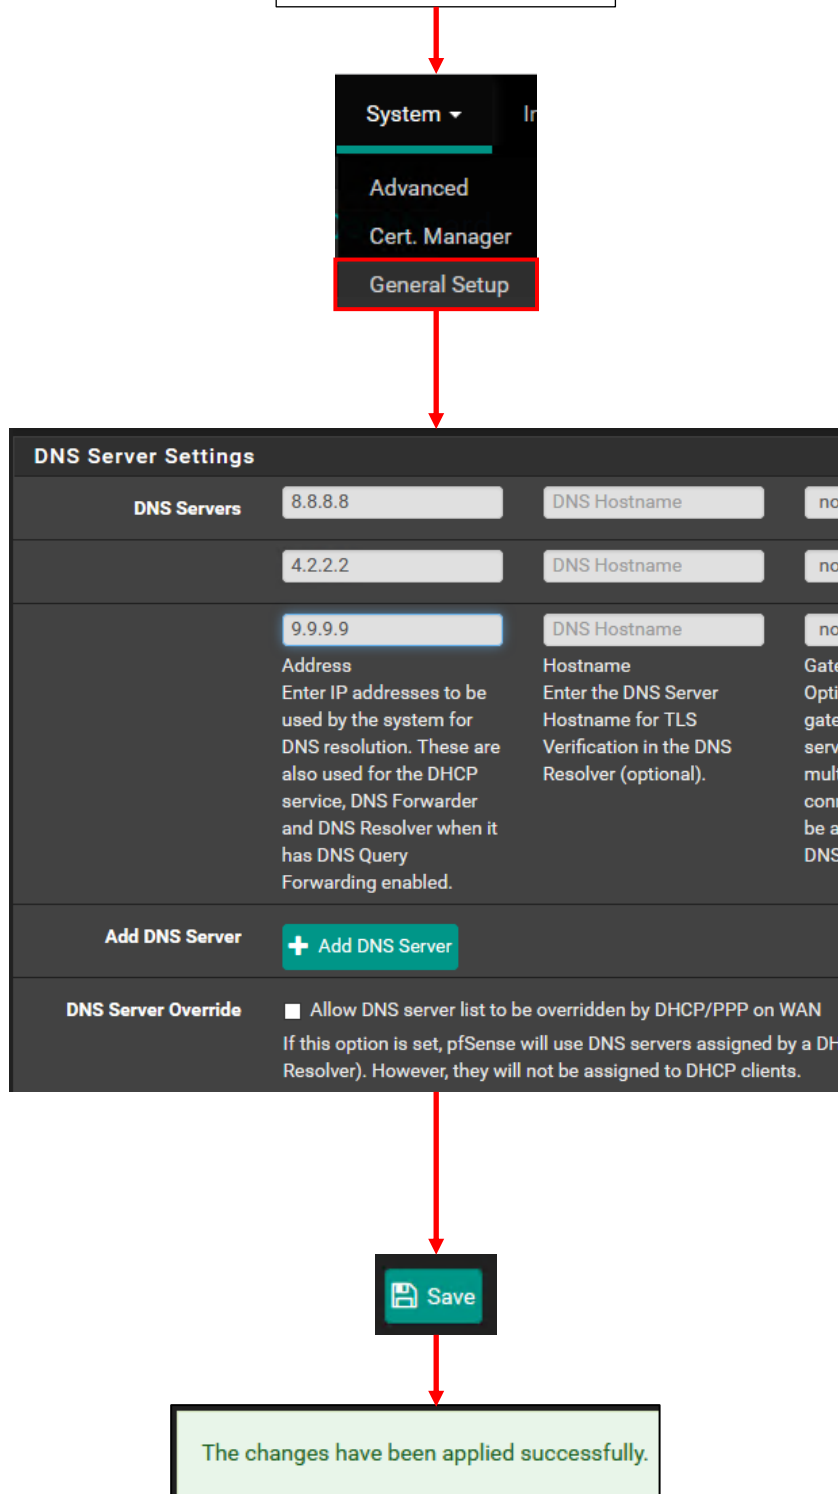 System
Advanced
Cert. Manager
General Setup
DNS Server Settings
DNS Servers
8.8.8.8
DNS Hostname
4.2.2.2
DNS Hostname
9.9.9.9
DNS Hostname
Address
Enter IP addresses to be
used by the system for
DNS resolution. These are
also used for the DHCP
service, DNS Forwarder
and DNS Resolver when it
has DNS Query
Forwarding enabled.
Hostname
Enter the DNS Server
Hostname for TLS
Verification in the DNS
Resolver (optional).
be
DNS
Add DNS Server
Add DNS Server
DNS Server Override
Allow DNS server list to be overridden by DHCP/PPP on WAN
If this option is set, pfSense will use DNS servers assigned by a
Resolver). However, they will not be assigned to DHCP clients.
Save
The changes have been applied successfully.